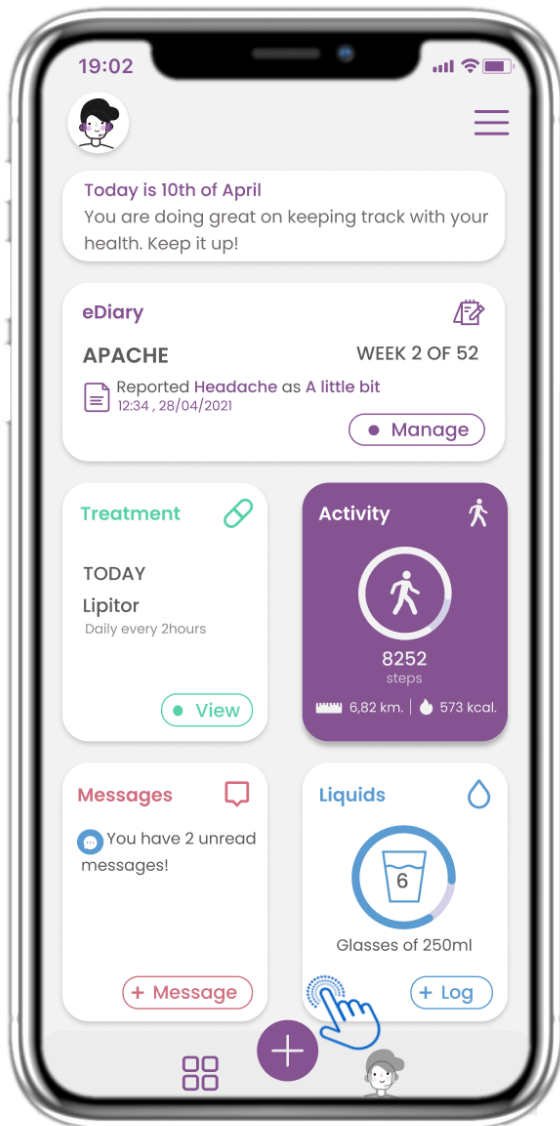 19:02
Today is 10th of April
You are doing great on keeping track with your
health. Keep it up!
eDiary
APACHE
WEEK 2 OF 52
Reported Headache as A little bit
12:34 , 28/04/2021
Manage
Treatment
TODAY
Lipitor
Daily every 2hours
View
Activity
8252
steps
6,82 km.
573 kcal.
Messages
You have 2 unread
messages!
+ Message
Liquids
6
Glasses of 250ml
+ Log